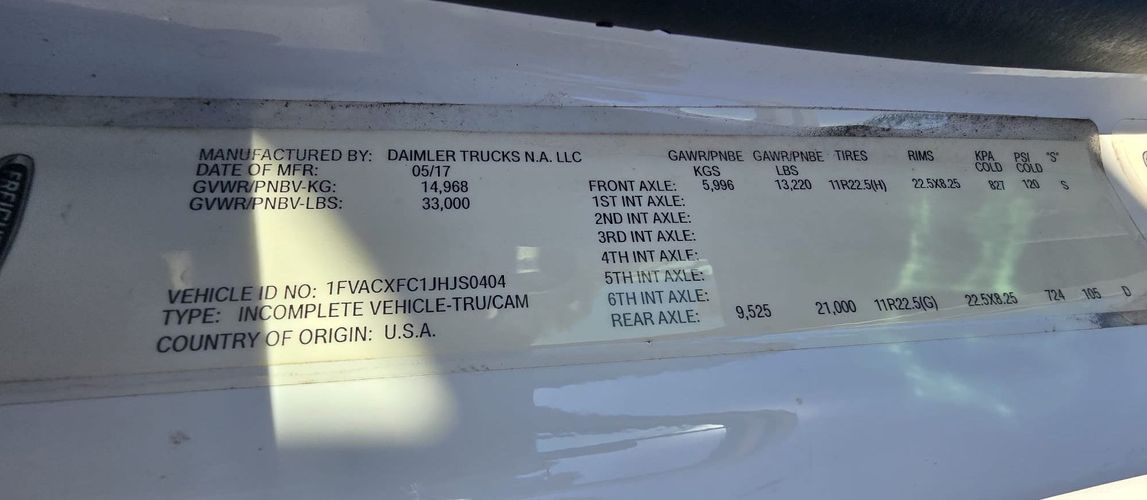 FREIGH
MANUFACTURED BY: DAIMLER TRUCKS N.A. LLC
DATE OF MFR: 05/17
GVWR/PNBV-KG: 14,968
GVWR/PNBV-LBS: 33,000
VEHICLE ID NO: 1FVACXFC1JHJS0404
TYPE: INCOMPLETE VEHICLE-TRU/CAM
COUNTRY OF ORIGIN: U.S.A.
GAWR/PNBE KGS GAWR/PNBE LBS TIRES RIMS KPA COLD PSI COLD "S"
FRONT AXLE: 5,996 13,220 11R22.5(H) 22.5X8.25 827 120 S
1ST INT AXLE:
2ND INT AXLE:
3RD INT AXLE:
4TH INT AXLE:
5TH INT AXLE:
6TH INT AXLE:
REAR AXLE: 9,525 21,000 11R22.5(G) 22.5X8.25 724 105 D